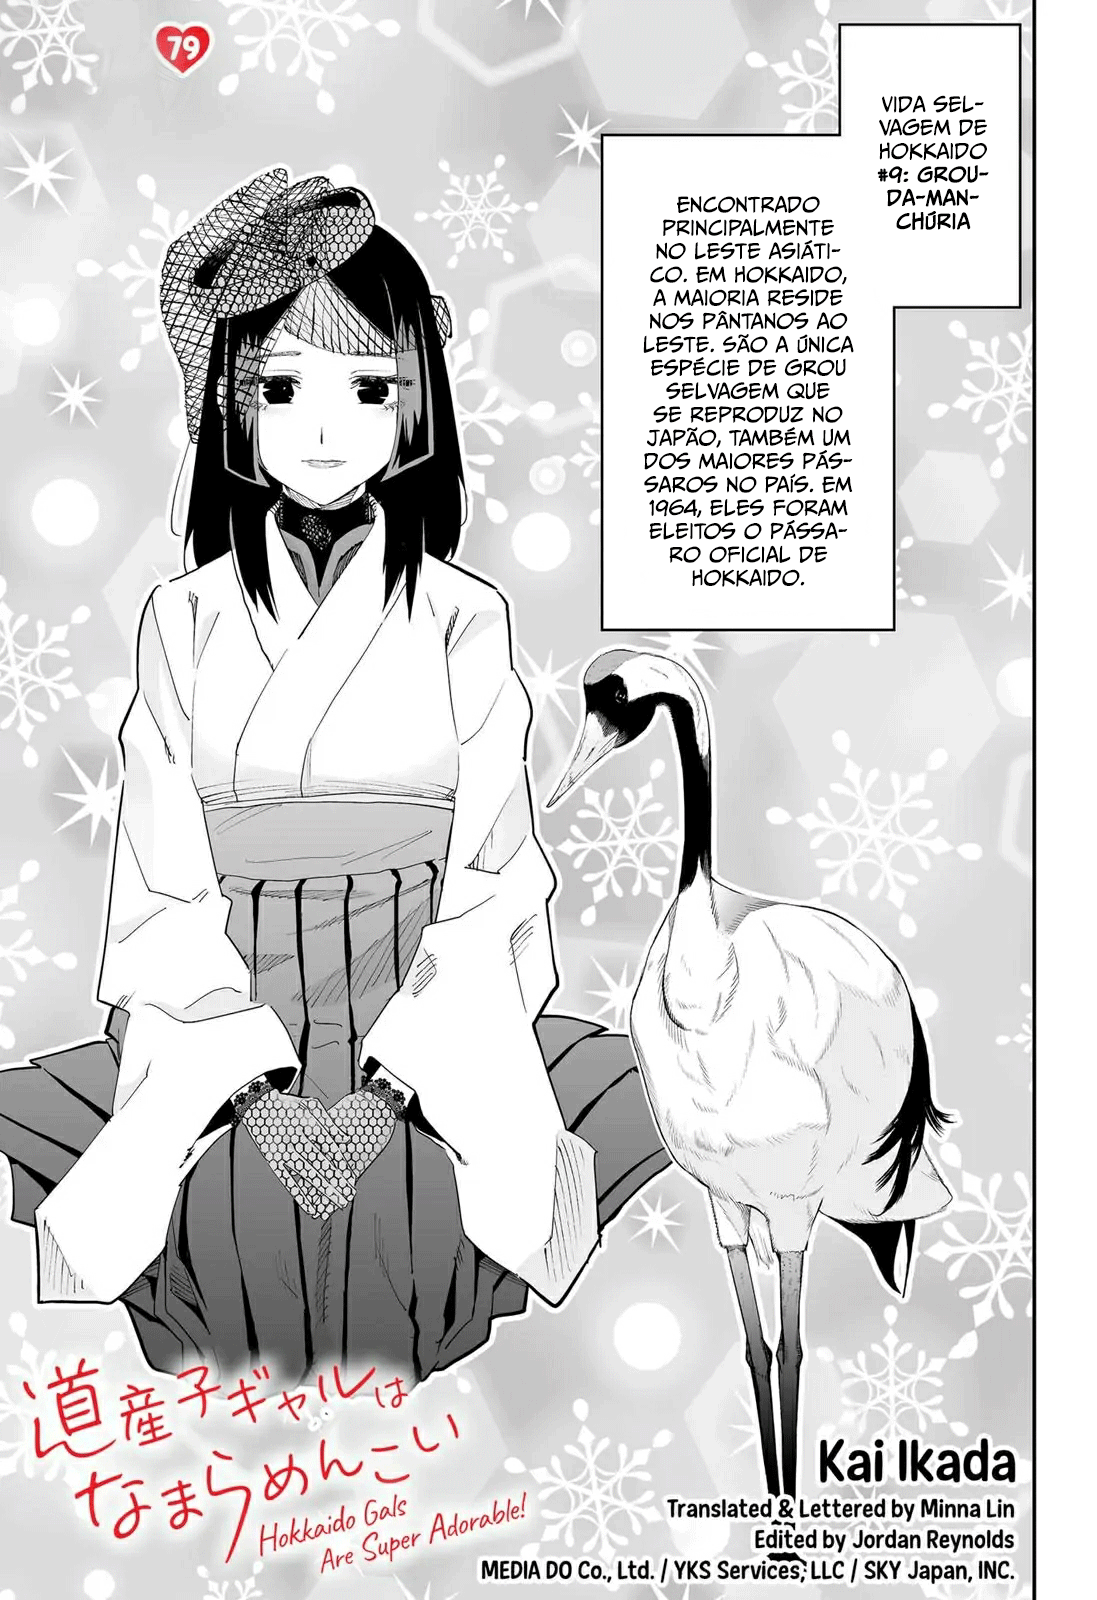 79
VIDA SEL-
VAGEM DE
HOKKAIDO
#9: GROU-
DA-MAN-
CHÚRIA
ENCONTRADO
PRINCIPALMENTE
NO LESTE ASIÁTI-
CO. EM HOKKAIDO,
A MAIORIA RESIDE
NOS PÂNTANOS AO
LESTE. SÃO A ÚNICA
ESPÉCIE DE GROU
SELVAGEM QUE
SE REPRODUZ NO
JAPÃO, TAMBÉM UM
DOS MAIORES PÁS-
SAROS NO PAÍS. EM
1964, ELES FORAM
ELEITOS O PÁSSA-
RO OFICIAL DE
HOKKAIDO.
道産子ギャルは
なまらめんこい
Hokkaido Gals
Are Super Adorable!
Kai Ikada
Translated & Lettered by Minna Lin
Edited by Jordan Reynolds
MEDIA DO Co., Ltd. / YKS Services, LLC / SKY Japan, INC.